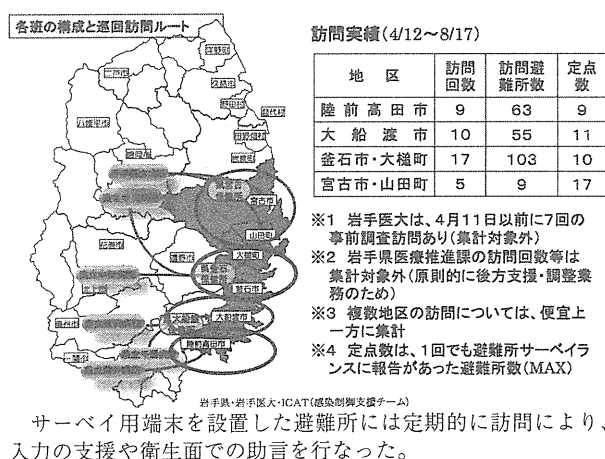 各班の構成と巡回訪問ルート
訪問実績(4/12～8/17)
地 区 訪問回数 訪問避難所数 定点数
陸前高田市 9 63 9
大船渡市 10 55 11
釜石市・大槌町 17 103 10
宮古市・山田町 5 9 17
※1 岩手医大は、4月11日以前に7回の
事前調査訪問あり(集計対象外)
※2 岩手県医療推進課の訪問回数等は
集計対象外(原則的に後方支援・調整業
務のため)
※3 複数地区の訪問については、便宜上
一方に集計
※4 定点数は、1回でも避難所サーベイラ
ンスに報告があった避難所数(MAX)
洋野町
二戸市
久慈市
野田村
八幡平市
岩泉町
宮古市
山田町
大槌町
釜石市
大船渡市
陸前高田市
岩手県・岩手医大・ICAT(感染制御支援チーム)
サーベイ用端末を設置した避難所には定期的に訪問により、
入力の支援や衛生面での助言を行なった。